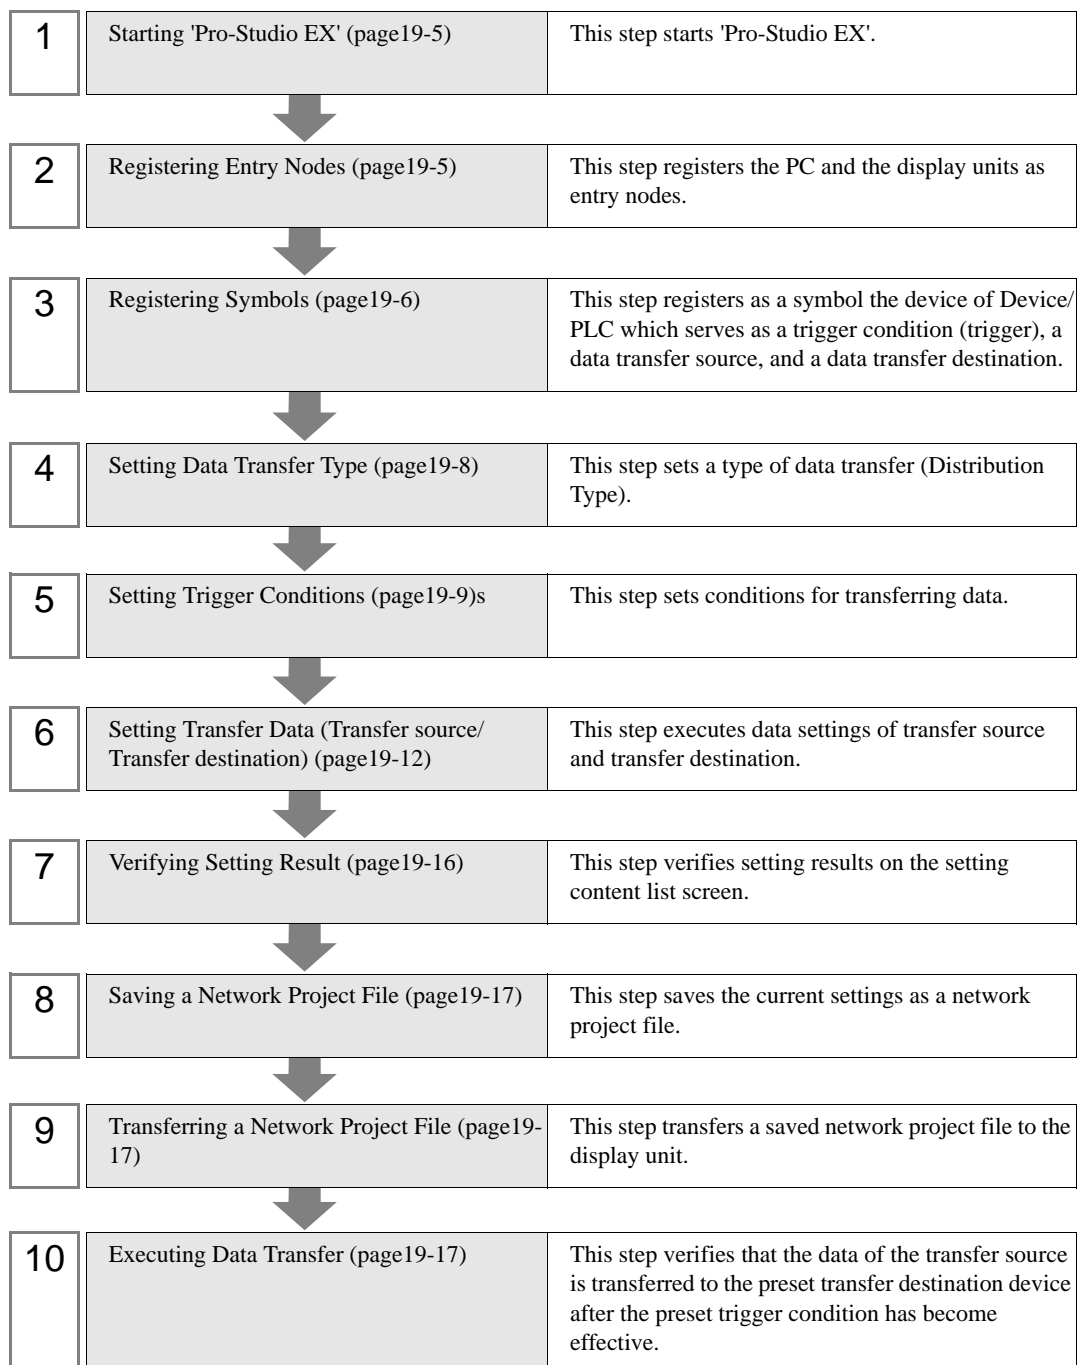 1
Starting 'Pro-Studio EX' (page19-5)
This step starts 'Pro-Studio EX'.
2
Registering Entry Nodes (page19-5)
This step registers the PC and the display units as
entry nodes.
3
Registering Symbols (page19-6)
This step registers as a symbol the device of Device/
PLC which serves as a trigger condition (trigger), a
data transfer source, and a data transfer destination.
4
Setting Data Transfer Type (page19-8)
This step sets a type of data transfer (Distribution
Type).
5
Setting Trigger Conditions (page19-9)s
This step sets conditions for transferring data.
6
Setting Transfer Data (Transfer source/
Transfer destination) (page19-12)
This step executes data settings of transfer source
and transfer destination.
7
Verifying Setting Result (page19-16)
This step verifies setting results on the setting
content list screen.
8
Saving a Network Project File (page19-17)
This step saves the current settings as a network
project file.
9
Transferring a Network Project File (page19-
17)
This step transfers a saved network project file to the
display unit.
10
Executing Data Transfer (page19-17)
This step verifies that the data of the transfer source
is transferred to the preset transfer destination device
after the preset trigger condition has become
effective.